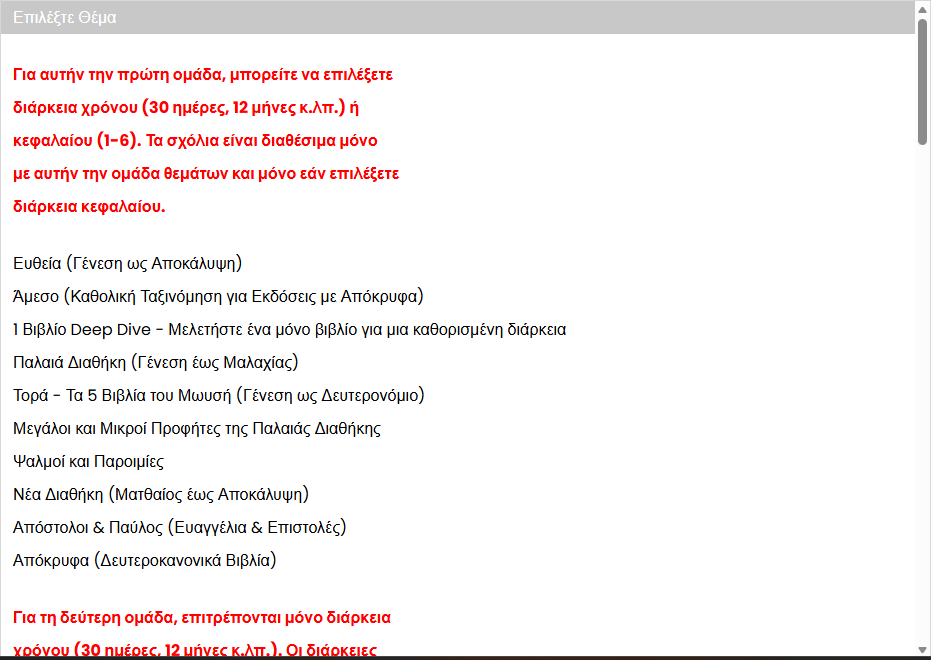 Επιλέξτε Θέμα
Για αυτήν την πρώτη ομάδα, μπορείτε να επιλέξετε
διάρκεια χρόνου (30 ημέρες, 12 μήνες κ.λπ.) ή
κεφαλαίου (1-6). Τα σχόλια είναι διαθέσιμα μόνο
με αυτήν την ομάδα θεμάτων και μόνο εάν επιλέξετε
διάρκεια κεφαλαίου.
Ευθεία (Γένεση ως Αποκάλυψη)
Άμεσο (Καθολική Ταξινόμηση για Εκδόσεις με Απόκρυφα)
1 Βιβλίο Deep Dive - Μελετήστε ένα μόνο βιβλίο για μια καθορισμένη διάρκεια
Παλαιά Διαθήκη (Γένεση έως Μαλαχίας)
Τορά - Τα 5 Βιβλία του Μωυσή (Γένεση ως Δευτερονόμιο)
Μεγάλοι και Μικροί Προφήτες της Παλαιάς Διαθήκης
Ψαλμοί και Παροιμίες
Νέα Διαθήκη (Ματθαίος έως Αποκάλυψη)
Απόστολοι & Παύλος (Ευαγγέλια & Επιστολές)
Απόκρυφα (Δευτεροκανονικά Βιβλία)
Για τη δεύτερη ομάδα, επιτρέπονται μόνο διάρκεια
χρόνου (30 ημέρες, 12 μήνες κ.λπ.). Οι διάρκειες